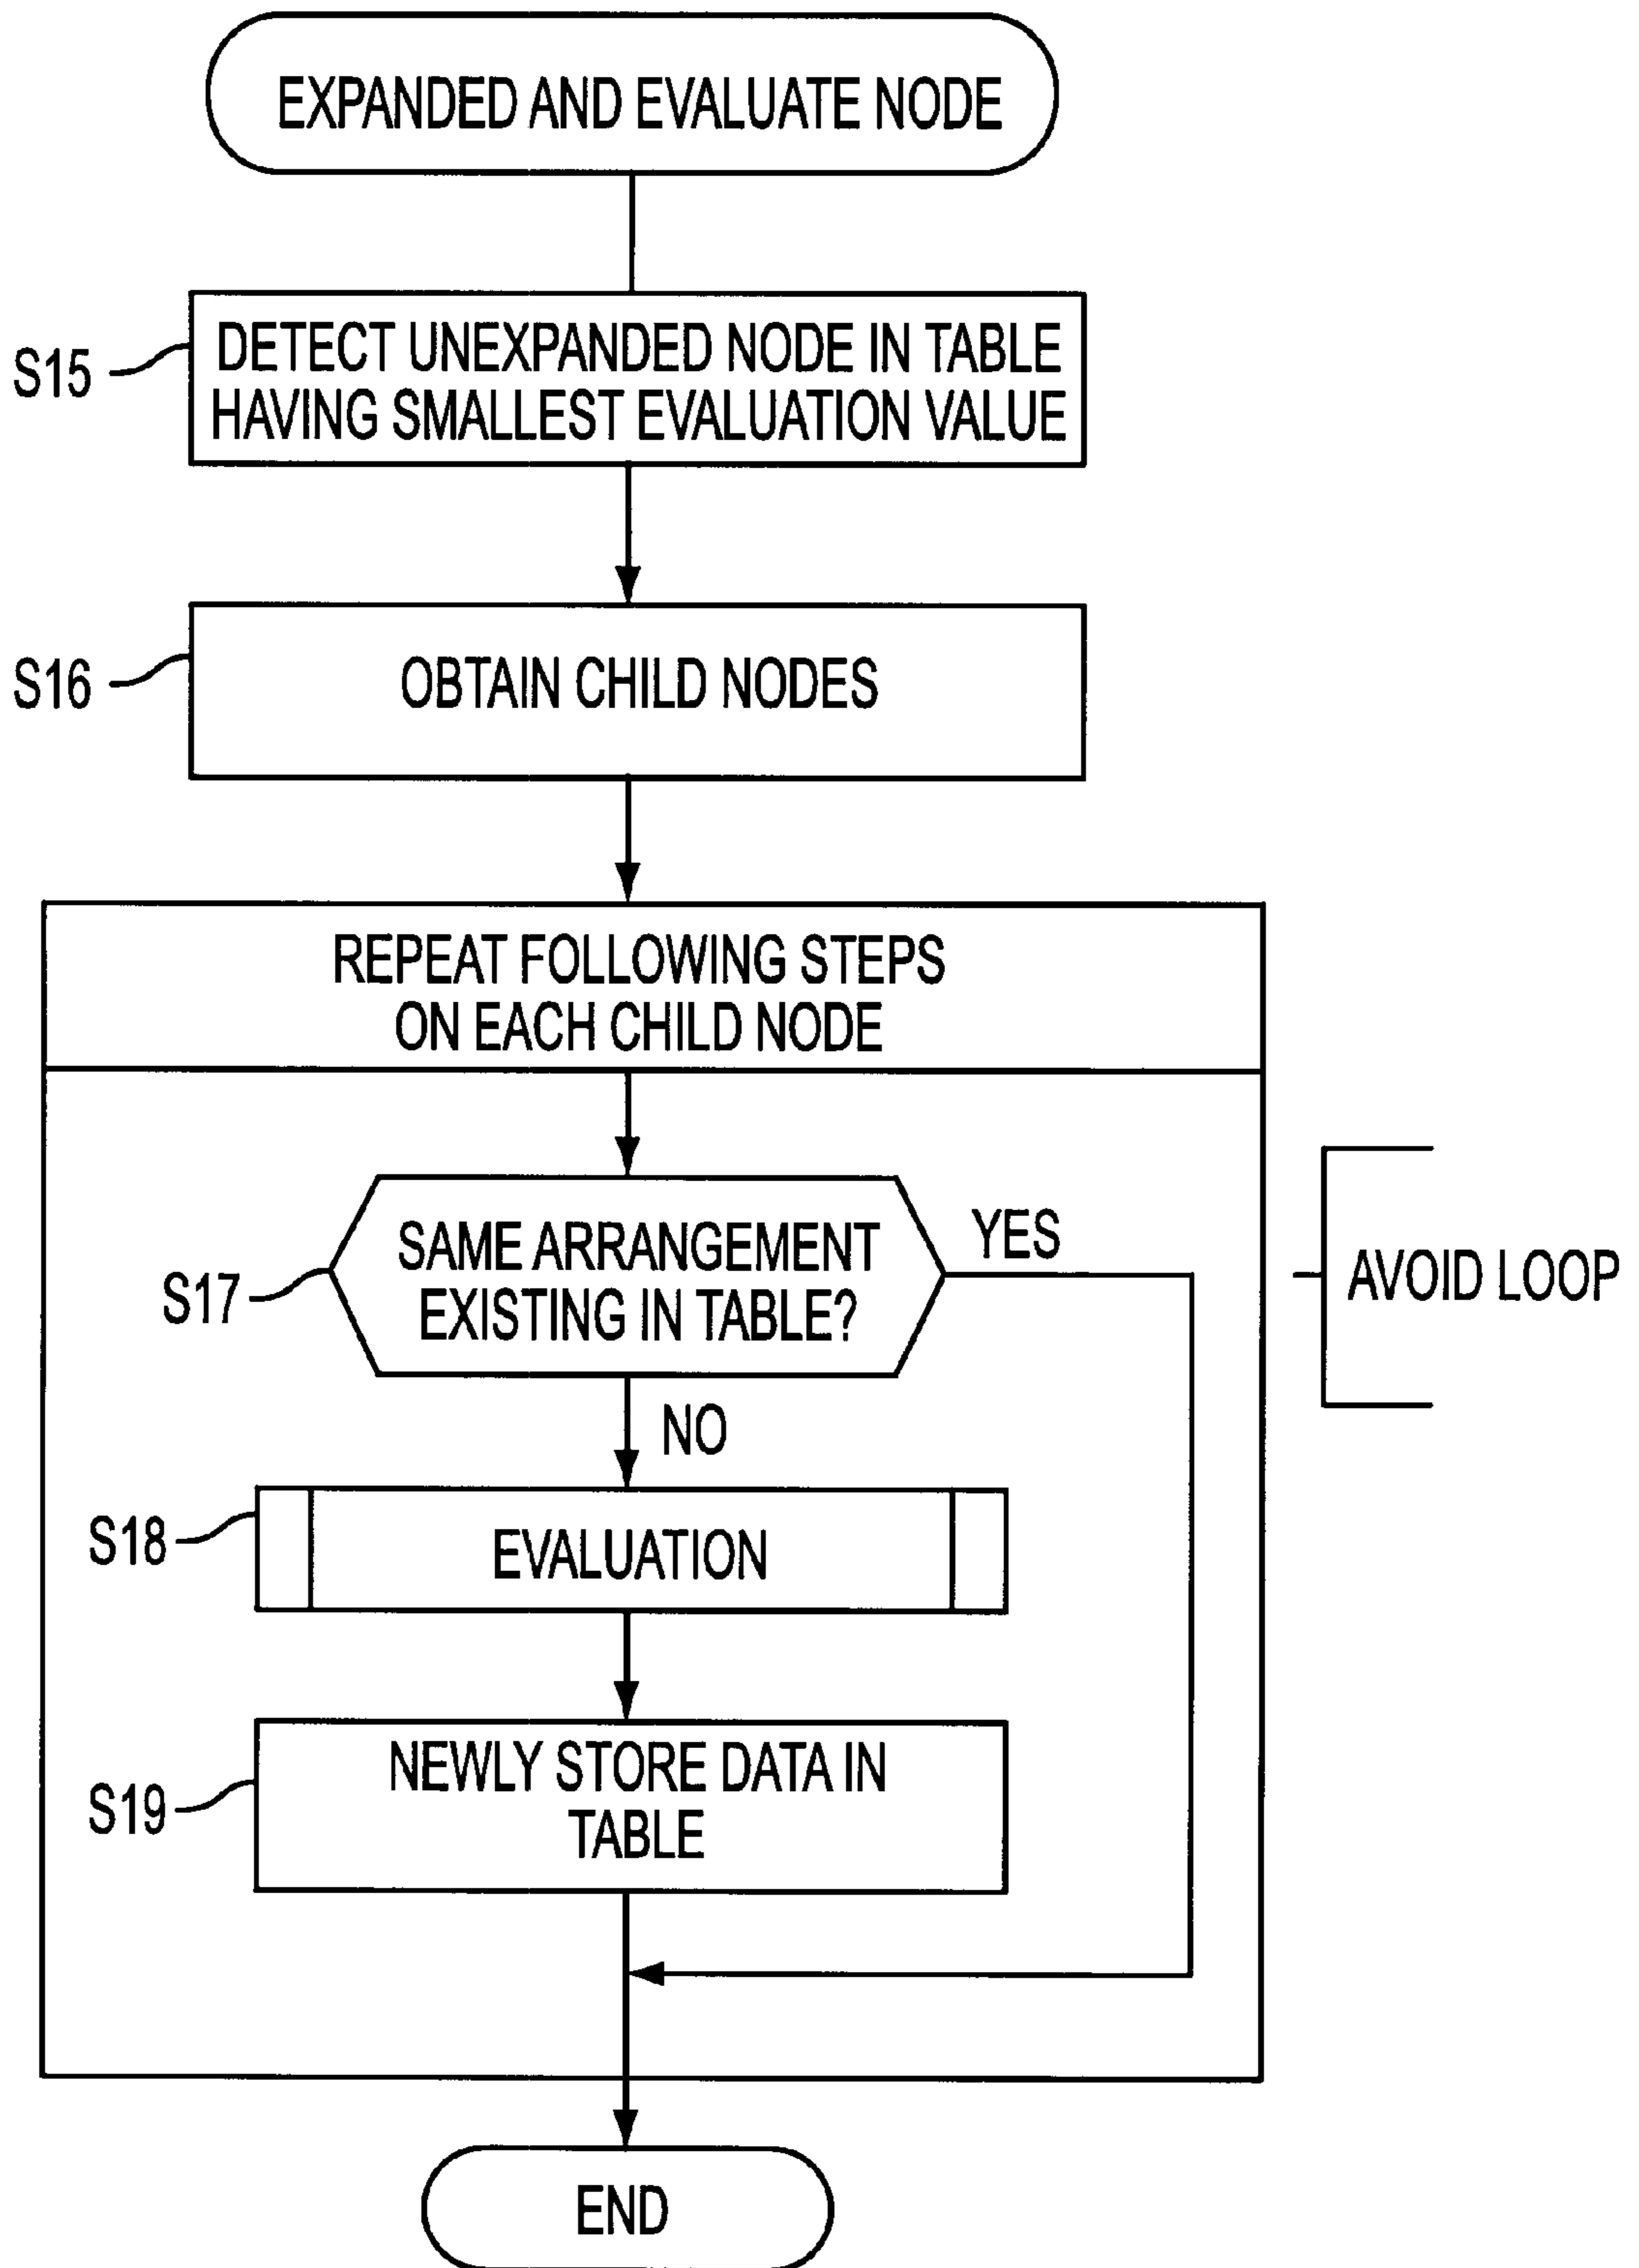 EXPANDED AND EVALUATE NODE
S15
DETECT UNEXPANDED NODE IN TABLE
HAVING SMALLEST EVALUATION VALUE
S16
OBTAIN CHILD NODES
REPEAT FOLLOWING STEPS
ON EACH CHILD NODE
S17
SAME ARRANGEMENT
EXISTING IN TABLE?
YES
AVOID LOOP
NO
S18
EVALUATION
S19
NEWLY STORE DATA IN
TABLE
END